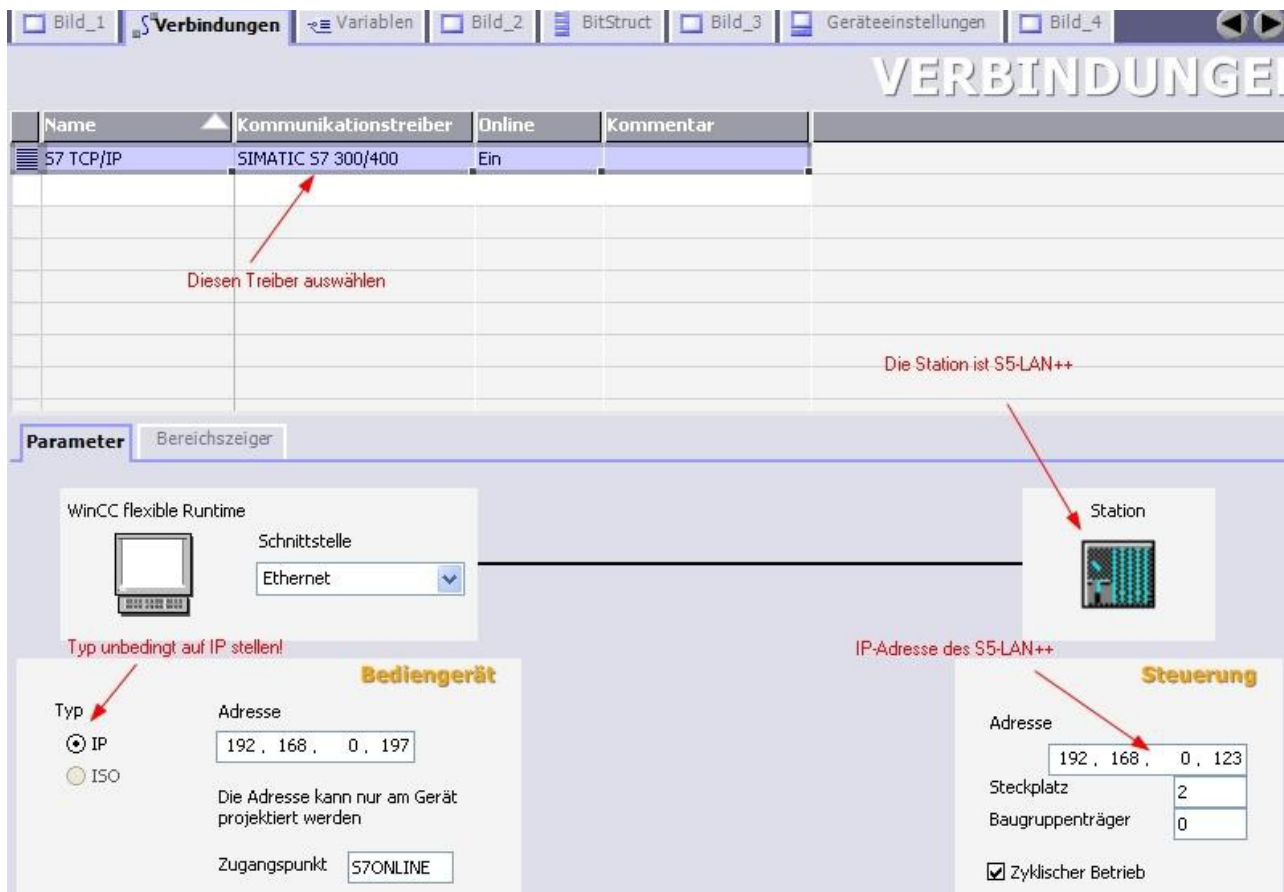 Bild_1 Verbindungen Variablen Bild_2 BitStruct Bild_3 Geräteeinstellungen Bild_4
VERBINDUNGE
Name Kommunikationstreiber Online Kommentar
S7 TCP/IP SIMATIC S7 300/400 Ein
Diesen Treiber auswählen
Die Station ist S5-LAN++
Parameter Bereichszeiger
WinCC flexible Runtime
Station
Schnittstelle
Ethernet
Typ unbedingt auf IP stellen!
IP-Adresse des S5-LAN++
Bediengerät
Steuerung
Typ
Adresse
IP
192 . 168 . 0 . 197
ISO
Die Adresse kann nur am Gerät
projektiert werden
Zugangspunkt S7ONLINE
Adresse
192 . 168 . 0 . 123
Steckplatz 2
Baugruppenträger 0
Zyklischer Betrieb